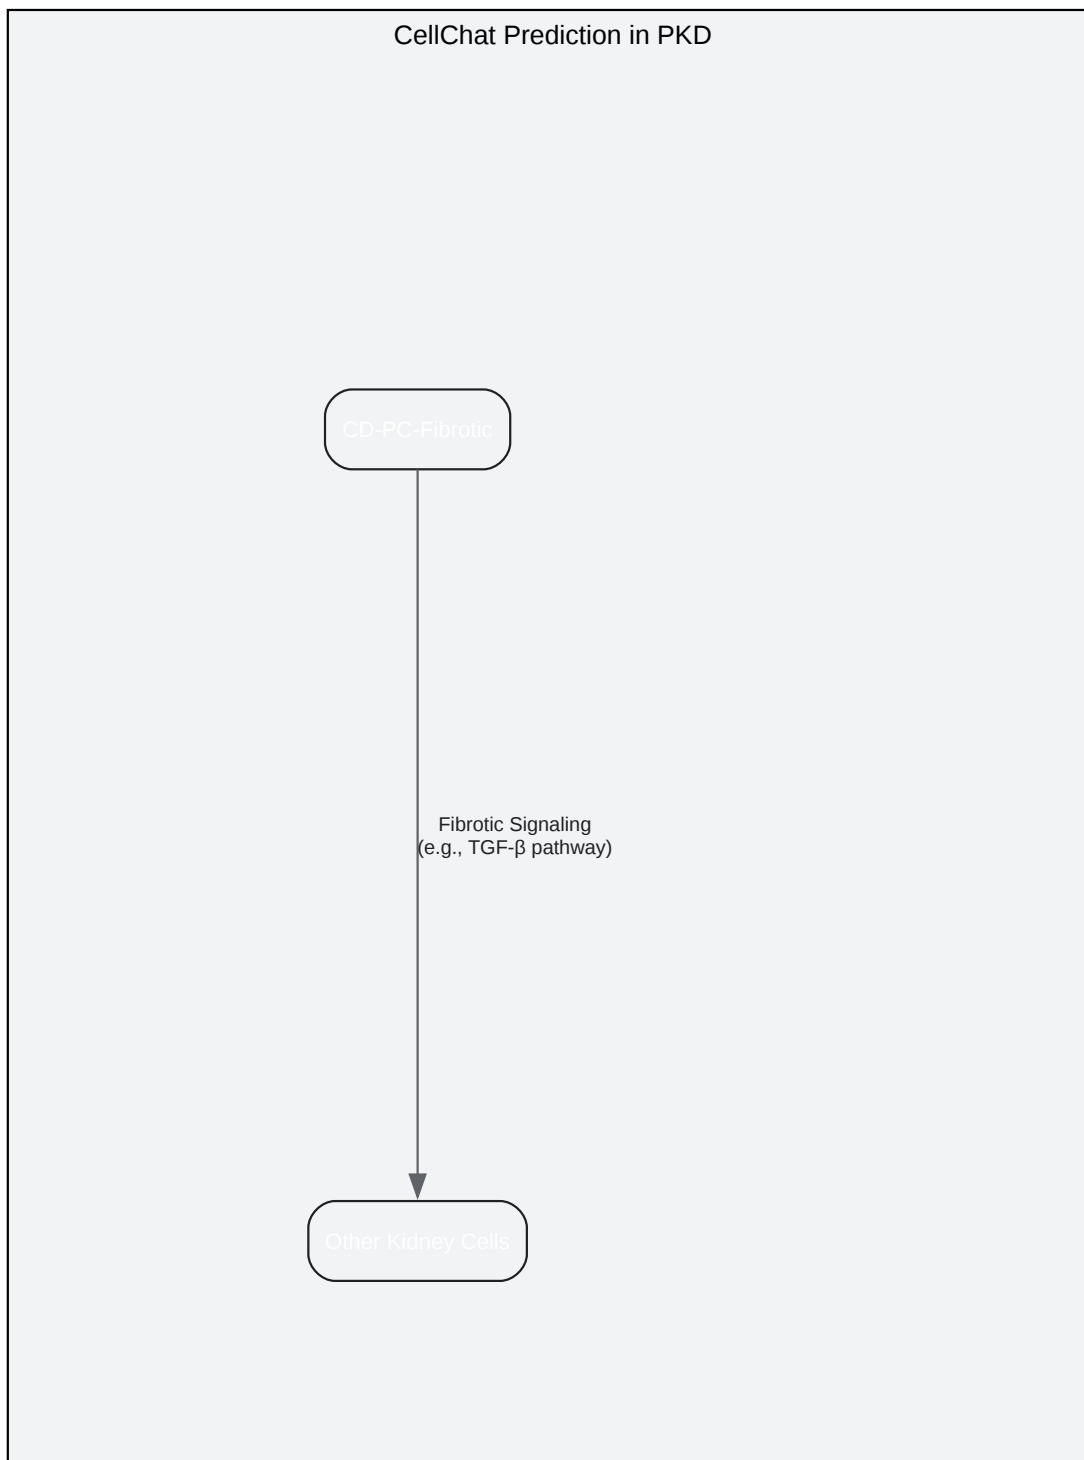 CellChat Prediction in PKD
CD-PC-Fibrotic
Fibrotic Signaling
(e.g., TGF-β pathway)
Other Kidney Cells